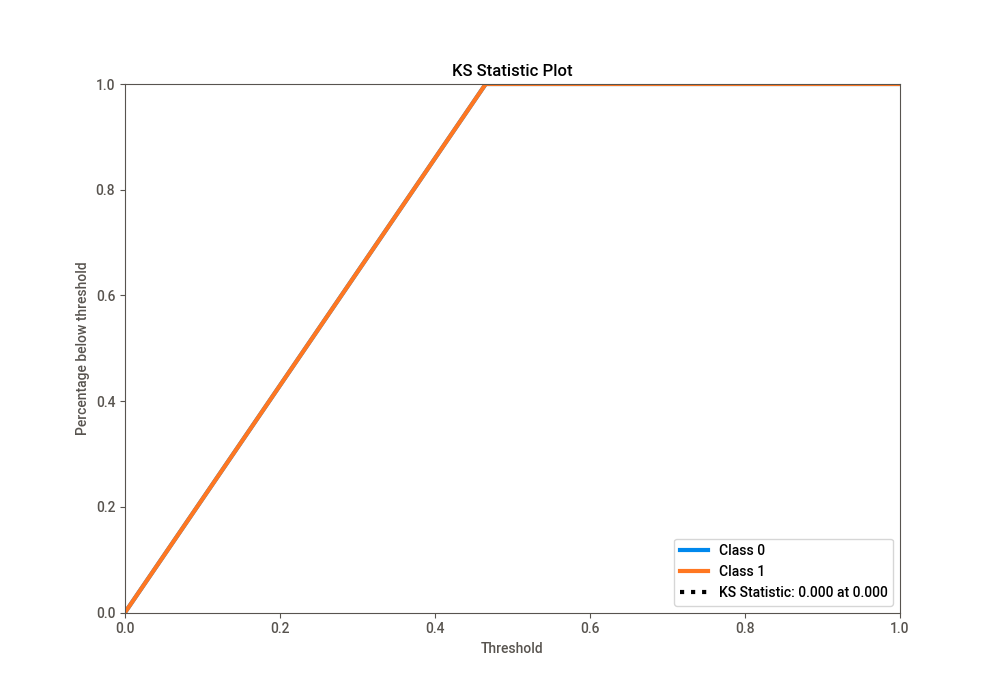 KS Statistic Plot
1.0
0.8
0.6
0.4
0.2
0.0
Percentage below threshold
0.0 0.2 0.4 0.6 0.8 1.0
Threshold
Class 0
Class 1
KS Statistic: 0.000 at 0.000